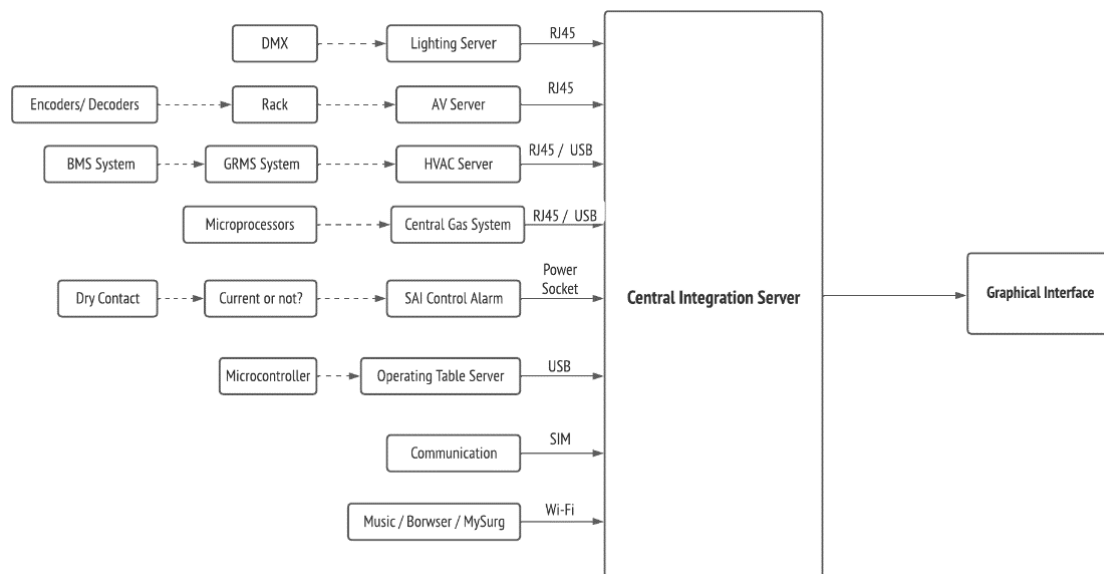 DMX
Lighting Server
RJ45
Encoders/ Decoders
Rack
AV Server
RJ45
BMS System
GRMS System
HVAC Server
RJ45 / USB
Microprocessors
Central Gas System
RJ45 / USB
Dry Contact
Current or not?
SAI Control Alarm
Power
Socket
Central Integration Server
Graphical Interface
Microcontroller
Operating Table Server
USB
Communication
SIM
Music / Borwser / MySurg
Wi-Fi